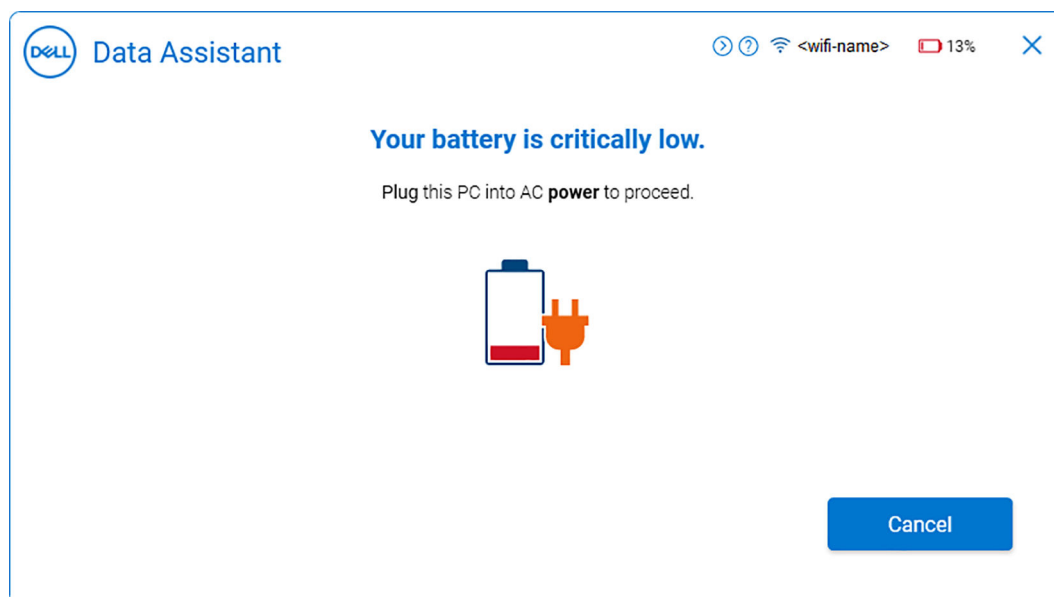 DELL
Data Assistant
<wifi-name>
13%
Your battery is critically low.
Plug this PC into AC power to proceed.
Cancel